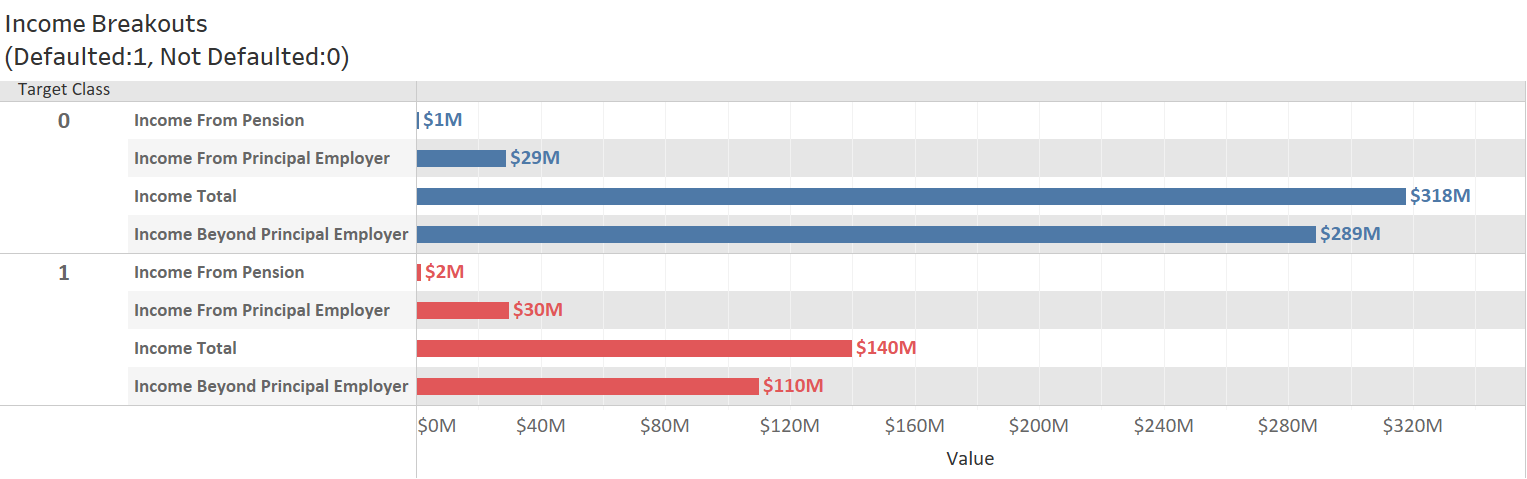 Income Breakouts
(Defaulted:1, Not Defaulted:0)
Target Class
0 Income From Pension $1M
Income From Principal Employer $29M
Income Total $318M
Income Beyond Principal Employer $289M
1 Income From Pension $2M
Income From Principal Employer $30M
Income Total $140M
Income Beyond Principal Employer $110M
$0M $40M $80M $120M $160M $200M $240M $280M $320M
Value